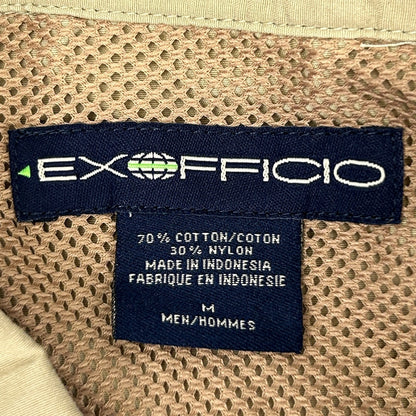 EXOFFICIO
70% COTTON/COTON
30% NYLON
MADE IN INDONESIA
FABRIQUE EN INDONESIE
M
MEN/HOMMES